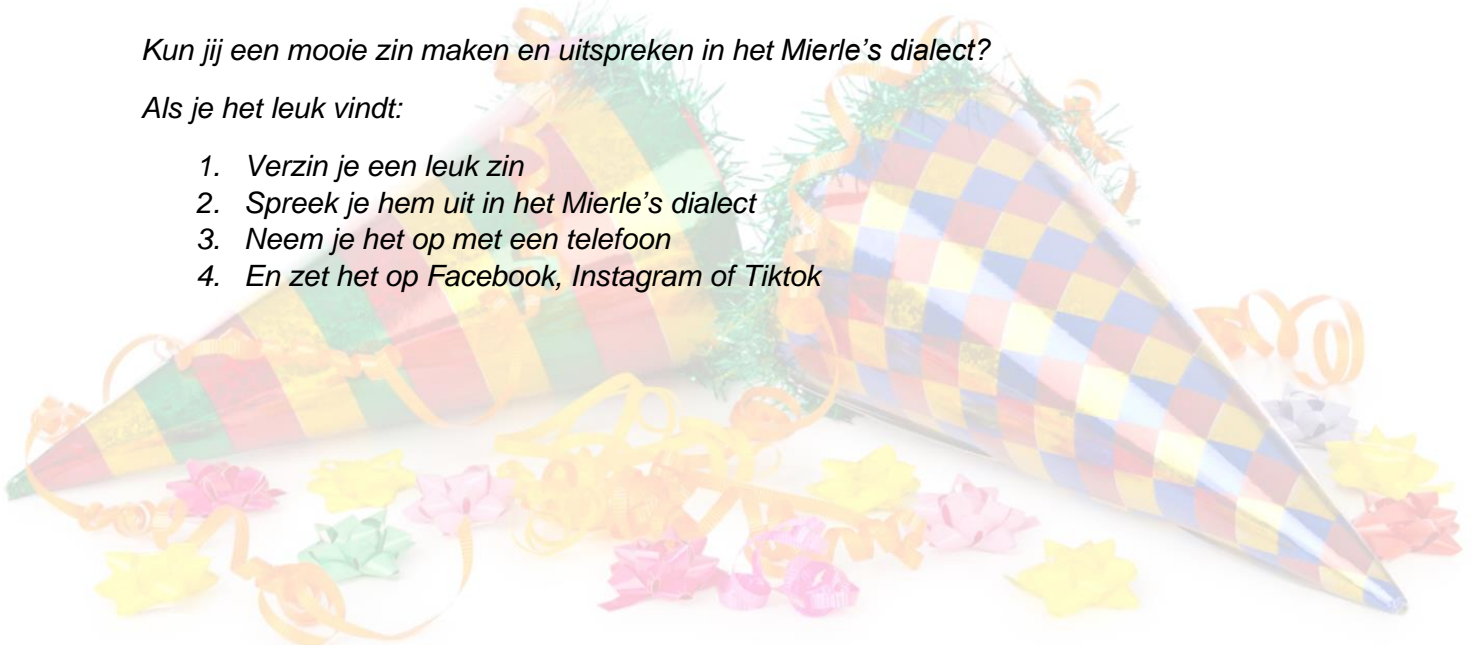 Kun jij een mooie zin maken en uitspreken in het Mierle’s dialect?
Als je het leuk vindt:
1. Verzin je een leuk zin
2. Spreek je hem uit in het Mierle’s dialect
3. Neem je het op met een telefoon
4. En zet het op Facebook, Instagram of Tiktok